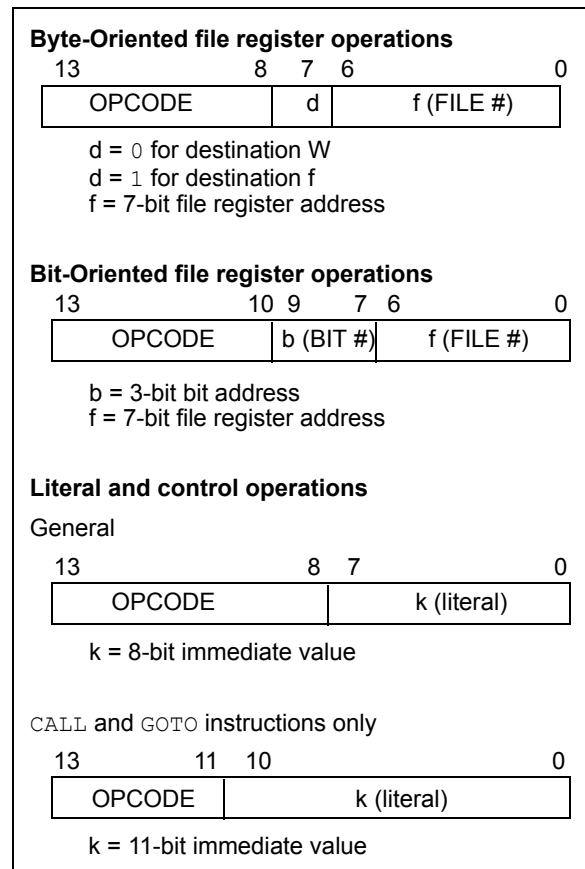 Byte-Oriented file register operations
13 8 7 6 0
OPCODE d f (FILE #)
d = 0 for destination W
d = 1 for destination f
f = 7-bit file register address
Bit-Oriented file register operations
13 10 9 7 6 0
OPCODE b (BIT #) f (FILE #)
b = 3-bit bit address
f = 7-bit file register address
Literal and control operations
General
13 8 7 0
OPCODE k (literal)
k = 8-bit immediate value
CALL and GOTO instructions only
13 11 10 0
OPCODE k (literal)
k = 11-bit immediate value